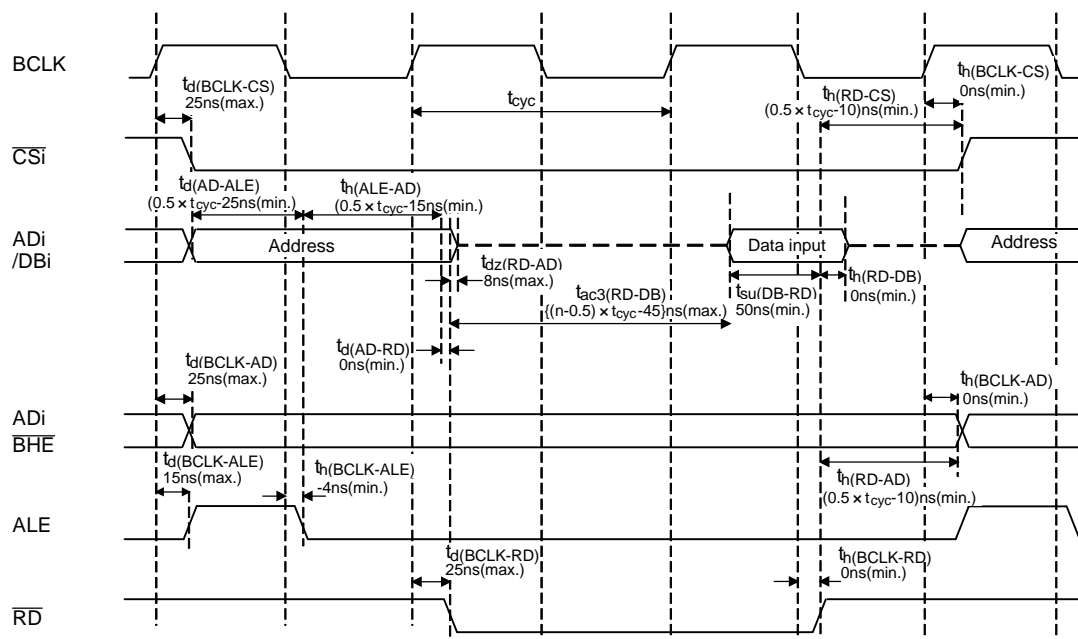 BCLK
td(BCLK-CS)
25ns(max.)
tcyc
th(RD-CS)
(0.5 × tcyc-10)ns(min.)
th(BCLK-CS)
0ns(min.)
CSi
td(AD-ALE)
(0.5 × tcyc-25ns(min.)
th(ALE-AD)
(0.5 × tcyc-15ns(min.)
ADi
/DBi
Address
Data input
Address
tdz(RD-AD)
8ns(max.)
tac3(RD-DB)
{(n-0.5) × tcyc-45}ns(max.)
tsu(DB-RD)
50ns(min.)
th(RD-DB)
0ns(min.)
td(AD-RD)
0ns(min.)
td(BCLK-AD)
25ns(max.)
th(BCLK-AD)
0ns(min.)
ADi
BHE
td(BCLK-ALE)
15ns(max.)
th(BCLK-ALE)
-4ns(min.)
th(RD-AD)
(0.5 × tcyc-10)ns(min.)
ALE
td(BCLK-RD)
25ns(max.)
th(BCLK-RD)
0ns(min.)
RD